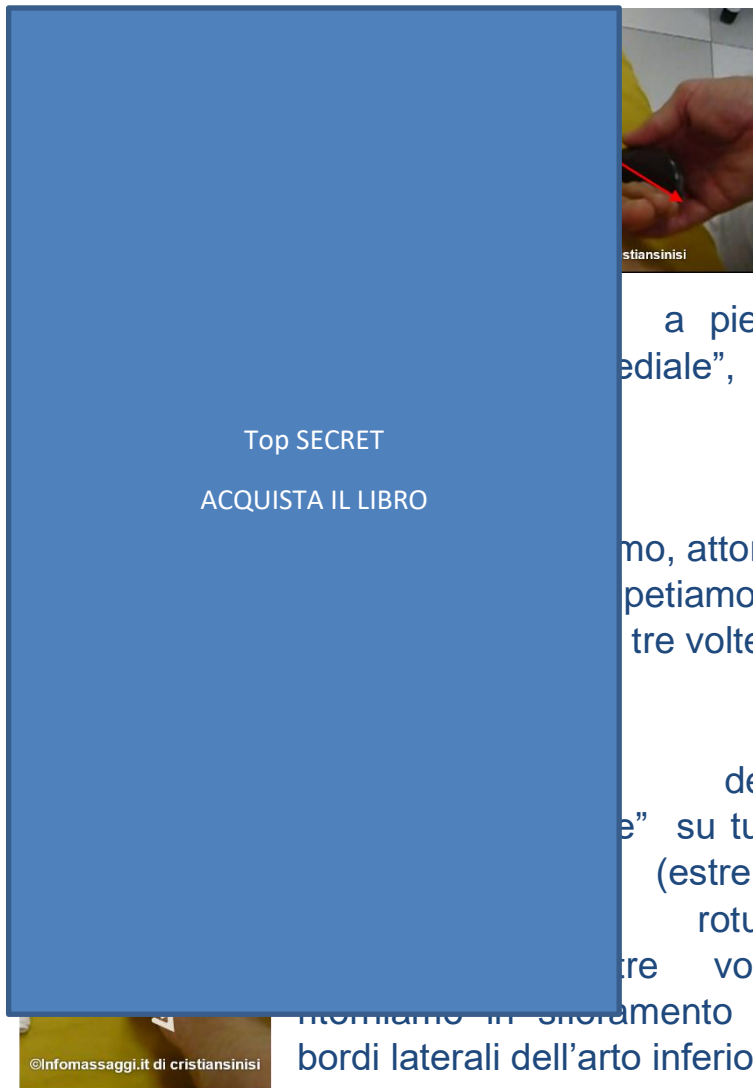 stiansinisi
a pie
ediale”,
Top SECRET
ACQUISTA IL LIBRO
mo, attor
petiamo
tre volte
de
e” su tu
(estre
rotu
tre vo
ritorniamo in sfioramento
bordi laterali dell’arto inferio
©Infomassaggi.it di cristiansinisi